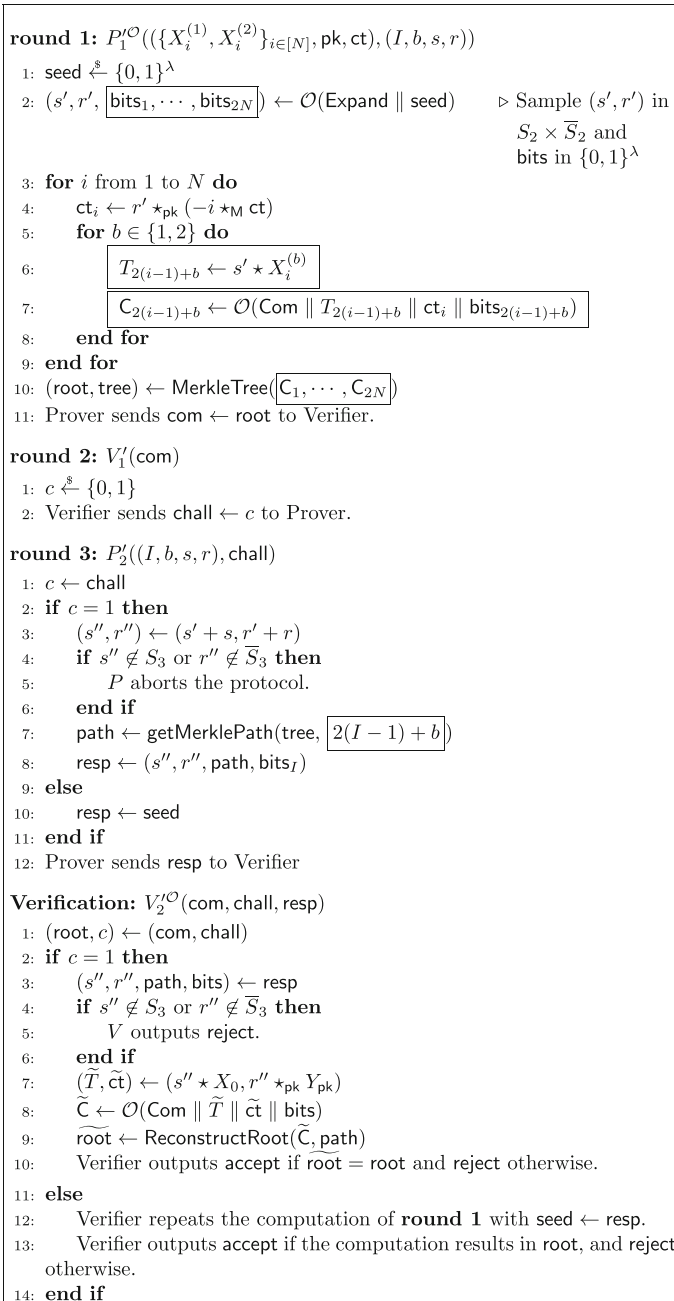 round 1: P₁′^𝒪(({X_i^(1), X_i^(2)}_{i∈[N]}, pk, ct), (I, b, s, r))
1: seed ←$ {0, 1}^λ
2: (s′, r′, bits₁, ⋯ , bits_{2N}) ← 𝒪(Expand ∥ seed) ▷ Sample (s′, r′) in
S₂ × S̅₂ and
bits in {0, 1}^λ
3: for i from 1 to N do
4: ct_i ← r′ ⋆_pk (−i ⋆_M ct)
5: for b ∈ {1, 2} do
6: T_{2(i−1)+b} ← s′ ⋆ X_i^(b)
7: C_{2(i−1)+b} ← 𝒪(Com ∥ T_{2(i−1)+b} ∥ ct_i ∥ bits_{2(i−1)+b})
8: end for
9: end for
10: (root, tree) ← MerkleTree(C₁, ⋯ , C_{2N})
11: Prover sends com ← root to Verifier.
round 2: V₁′(com)
1: c ←$ {0, 1}
2: Verifier sends chall ← c to Prover.
round 3: P₂′((I, b, s, r), chall)
1: c ← chall
2: if c = 1 then
3: (s″, r″) ← (s′ + s, r′ + r)
4: if s″ ∉ S₃ or r″ ∉ S̅₃ then
5: P aborts the protocol.
6: end if
7: path ← getMerklePath(tree, 2(I − 1) + b)
8: resp ← (s″, r″, path, bits_I)
9: else
10: resp ← seed
11: end if
12: Prover sends resp to Verifier
Verification: V₂′^𝒪(com, chall, resp)
1: (root, c) ← (com, chall)
2: if c = 1 then
3: (s″, r″, path, bits) ← resp
4: if s″ ∉ S₃ or r″ ∉ S̅₃ then
5: V outputs reject.
6: end if
7: (T̃, c̃t) ← (s″ ⋆ X₀, r″ ⋆_pk Y_pk)
8: C̃ ← 𝒪(Com ∥ T̃ ∥ c̃t ∥ bits)
9: r̃oot ← ReconstructRoot(C̃, path)
10: Verifier outputs accept if r̃oot = root and reject otherwise.
11: else
12: Verifier repeats the computation of round 1 with seed ← resp.
13: Verifier outputs accept if the computation results in root, and reject
otherwise.
14: end if